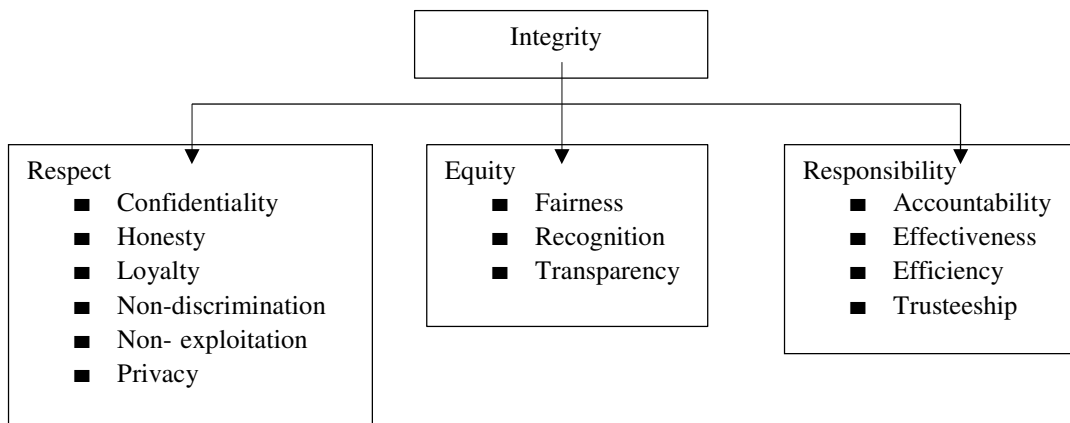 Integrity
Respect
■ Confidentiality
■ Honesty
■ Loyalty
■ Non-discrimination
■ Non- exploitation
■ Privacy
Equity
■ Fairness
■ Recognition
■ Transparency
Responsibility
■ Accountability
■ Effectiveness
■ Efficiency
■ Trusteeship